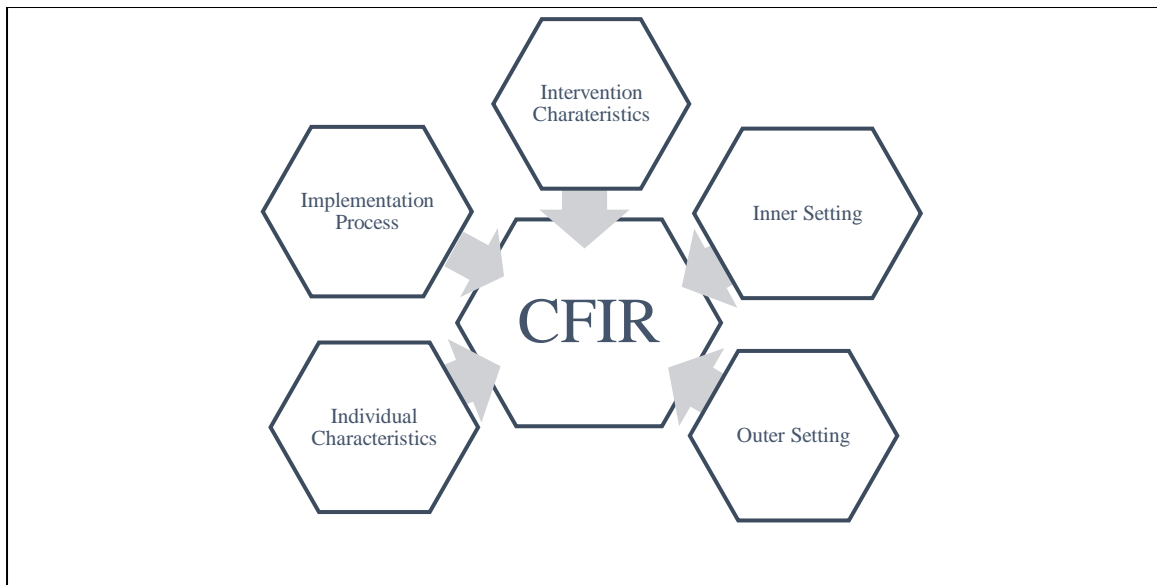 Intervention
Charateristics
Implementation
Process
Inner Setting
CFIR
Individual
Characteristics
Outer Setting